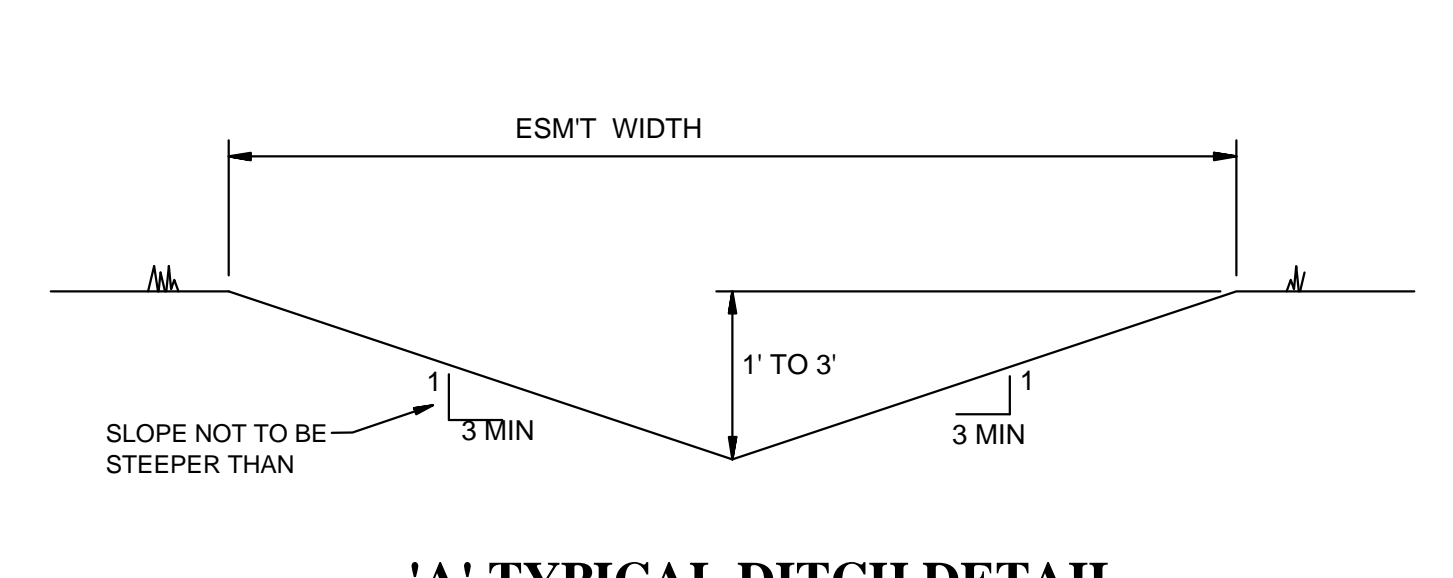 ESM'T WIDTH
1' TO 3'
1
3 MIN
1
3 MIN
SLOPE NOT TO BE
STEEPER THAN
'A' TYPICAL DITCH DETAIL